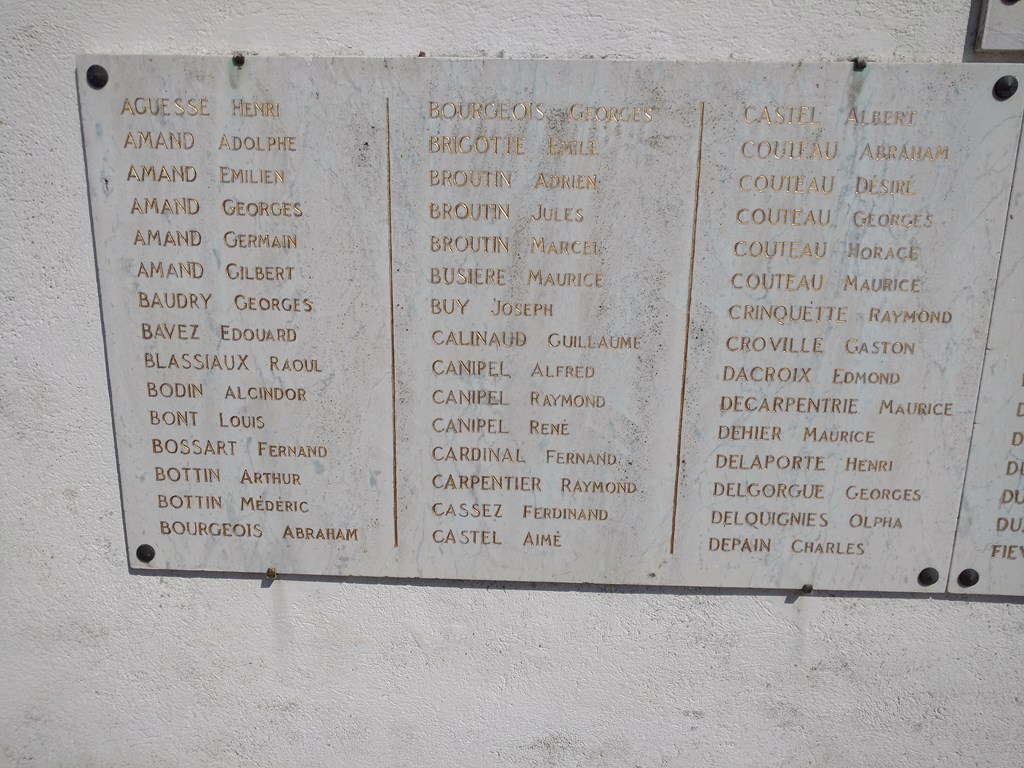 AGUESSE HENRI
AMAND ADOLPHE
AMAND EMILIEN
AMAND GEORGES
AMAND GERMAIN
AMAND GILBERT
BAUDRY GEORGES
BAVEZ EDOUARD
BLASSIAUX RAOUL
BODIN ALCINDOR
BONT LOUIS
BOSSART FERNAND
BOTTIN ARTHUR
BOTTIN MÉDÉRIC
BOURGEOIS ABRAHAM
BOURGEOIS GEORGES
BRIGOTTE EMILE
BROUTIN ADRIEN
BROUTIN JULES
BROUTIN MARCEL
BUSIERE MAURICE
BUY JOSEPH
CALINAUD GUILLAUME
CANIPEL ALFRED
CANIPEL RAYMOND
CANIPEL RENÉ
CARDINAL FERNAND
CARPENTIER RAYMOND
CASSEZ FERDINAND
CASTEL AIMÉ
CASTEL ALBERT
COUTEAU ABRAHAM
COUTEAU DÉSIRÉ
COUTEAU GEORGES
COUTEAU HORACE
COUTEAU MAURICE
CRINQUETTE RAYMOND
CROVILLE GASTON
DACROIX EDMOND
DECARPENTRIE MAURICE
DEHIER MAURICE
DELAPORTE HENRI
DELGORGUE GEORGES
DELQUIGNIES OLPHA
DEPAIN CHARLES